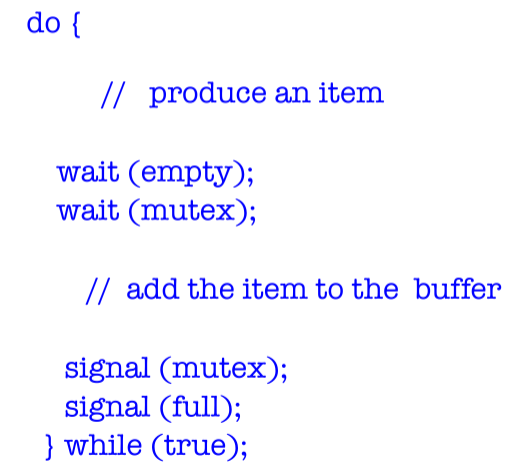 do {
// produce an item
wait (empty);
wait (mutex);
// add the item to the buffer
signal (mutex);
signal (full);
} while (true);